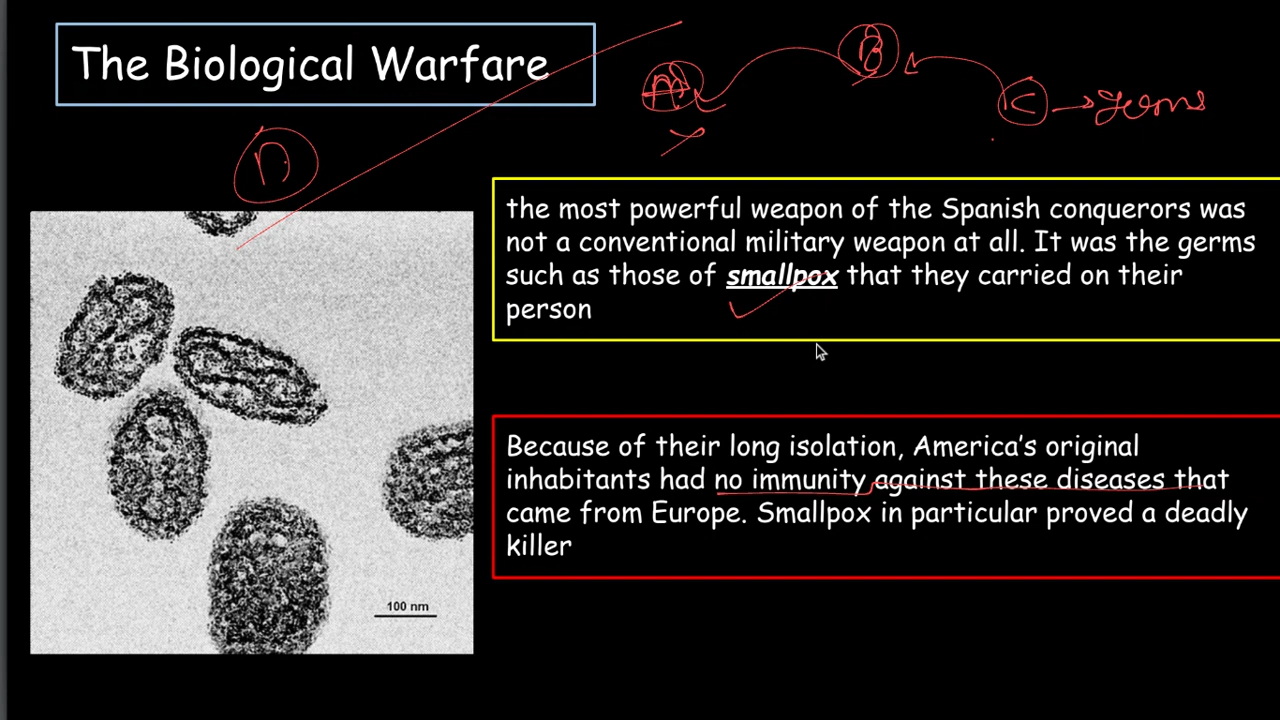 The Biological Warfare
A
B
C → germs
D
the most powerful weapon of the Spanish conquerors was
not a conventional military weapon at all. It was the germs
such as those of smallpox that they carried on their
person
Because of their long isolation, America's original
inhabitants had no immunity against these diseases that
came from Europe. Smallpox in particular proved a deadly
killer
100 nm